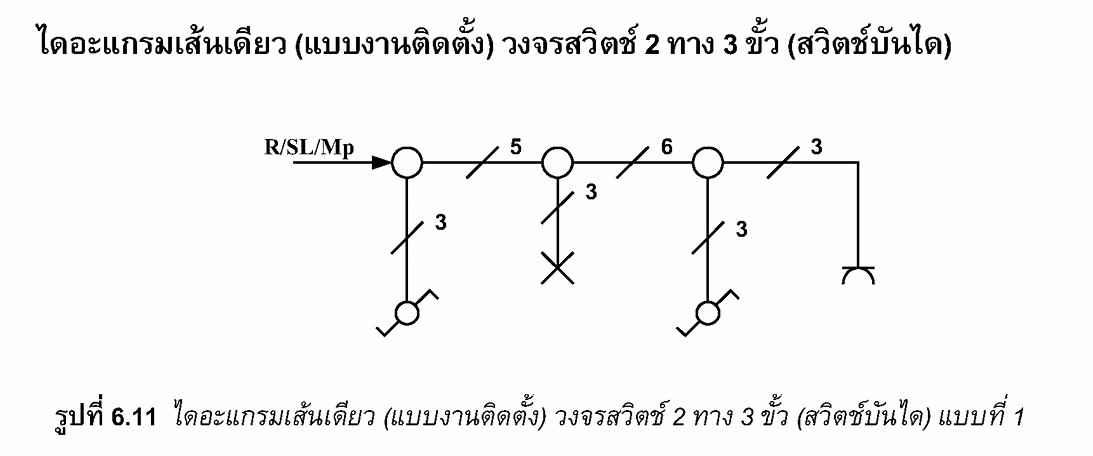 ไดอะแกรมเส้นเดียว (แบบงานติดตั้ง) วงจรสวิตช์ 2 ทาง 3 ขั้ว (สวิตช์บันได)
R/SL/Mp 5 6 3
3 3 3
รูปที่ 6.11 ไดอะแกรมเส้นเดียว (แบบงานติดตั้ง) วงจรสวิตช์ 2 ทาง 3 ขั้ว (สวิตช์บันได) แบบที่ 1